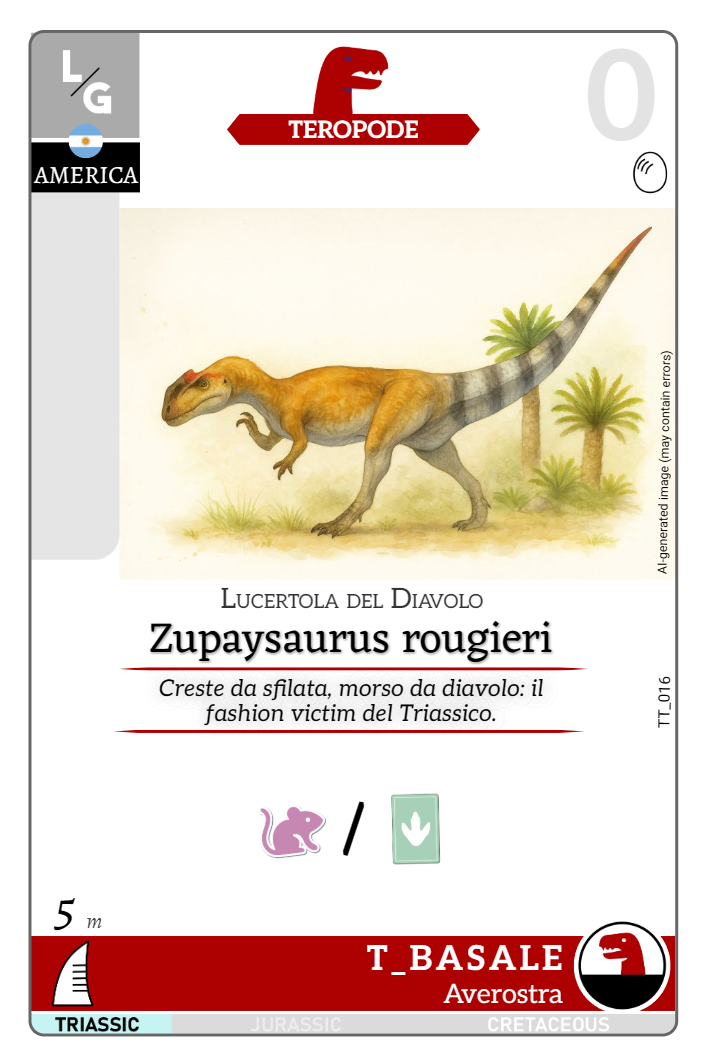 L/G
TEROPODE
0
AMERICA
AI-generated image (may contain errors)
Lucertola del Diavolo
Zupaysaurus rougieri
Creste da sfilata, morso da diavolo: il
fashion victim del Triassico.
TT_016
/
5 m
T_BASALE
Averostra
TRIASSIC JURASSIC CRETACEOUS